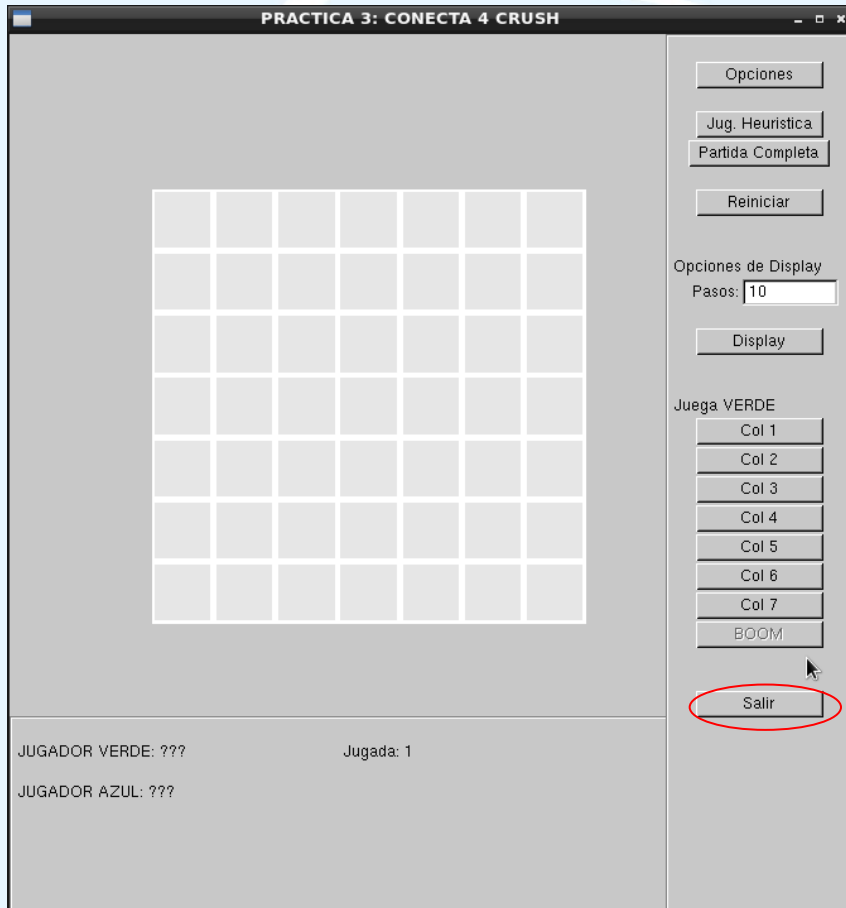 PRACTICA 3: CONECTA 4 CRUSH
Opciones
Jug. Heuristica
Partida Completa
Reiniciar
Opciones de Display
Pasos: 10
Display
Juega VERDE
Col 1
Col 2
Col 3
Col 4
Col 5
Col 6
Col 7
BOOM
Salir
JUGADOR VERDE: ??? Jugada: 1
JUGADOR AZUL: ???